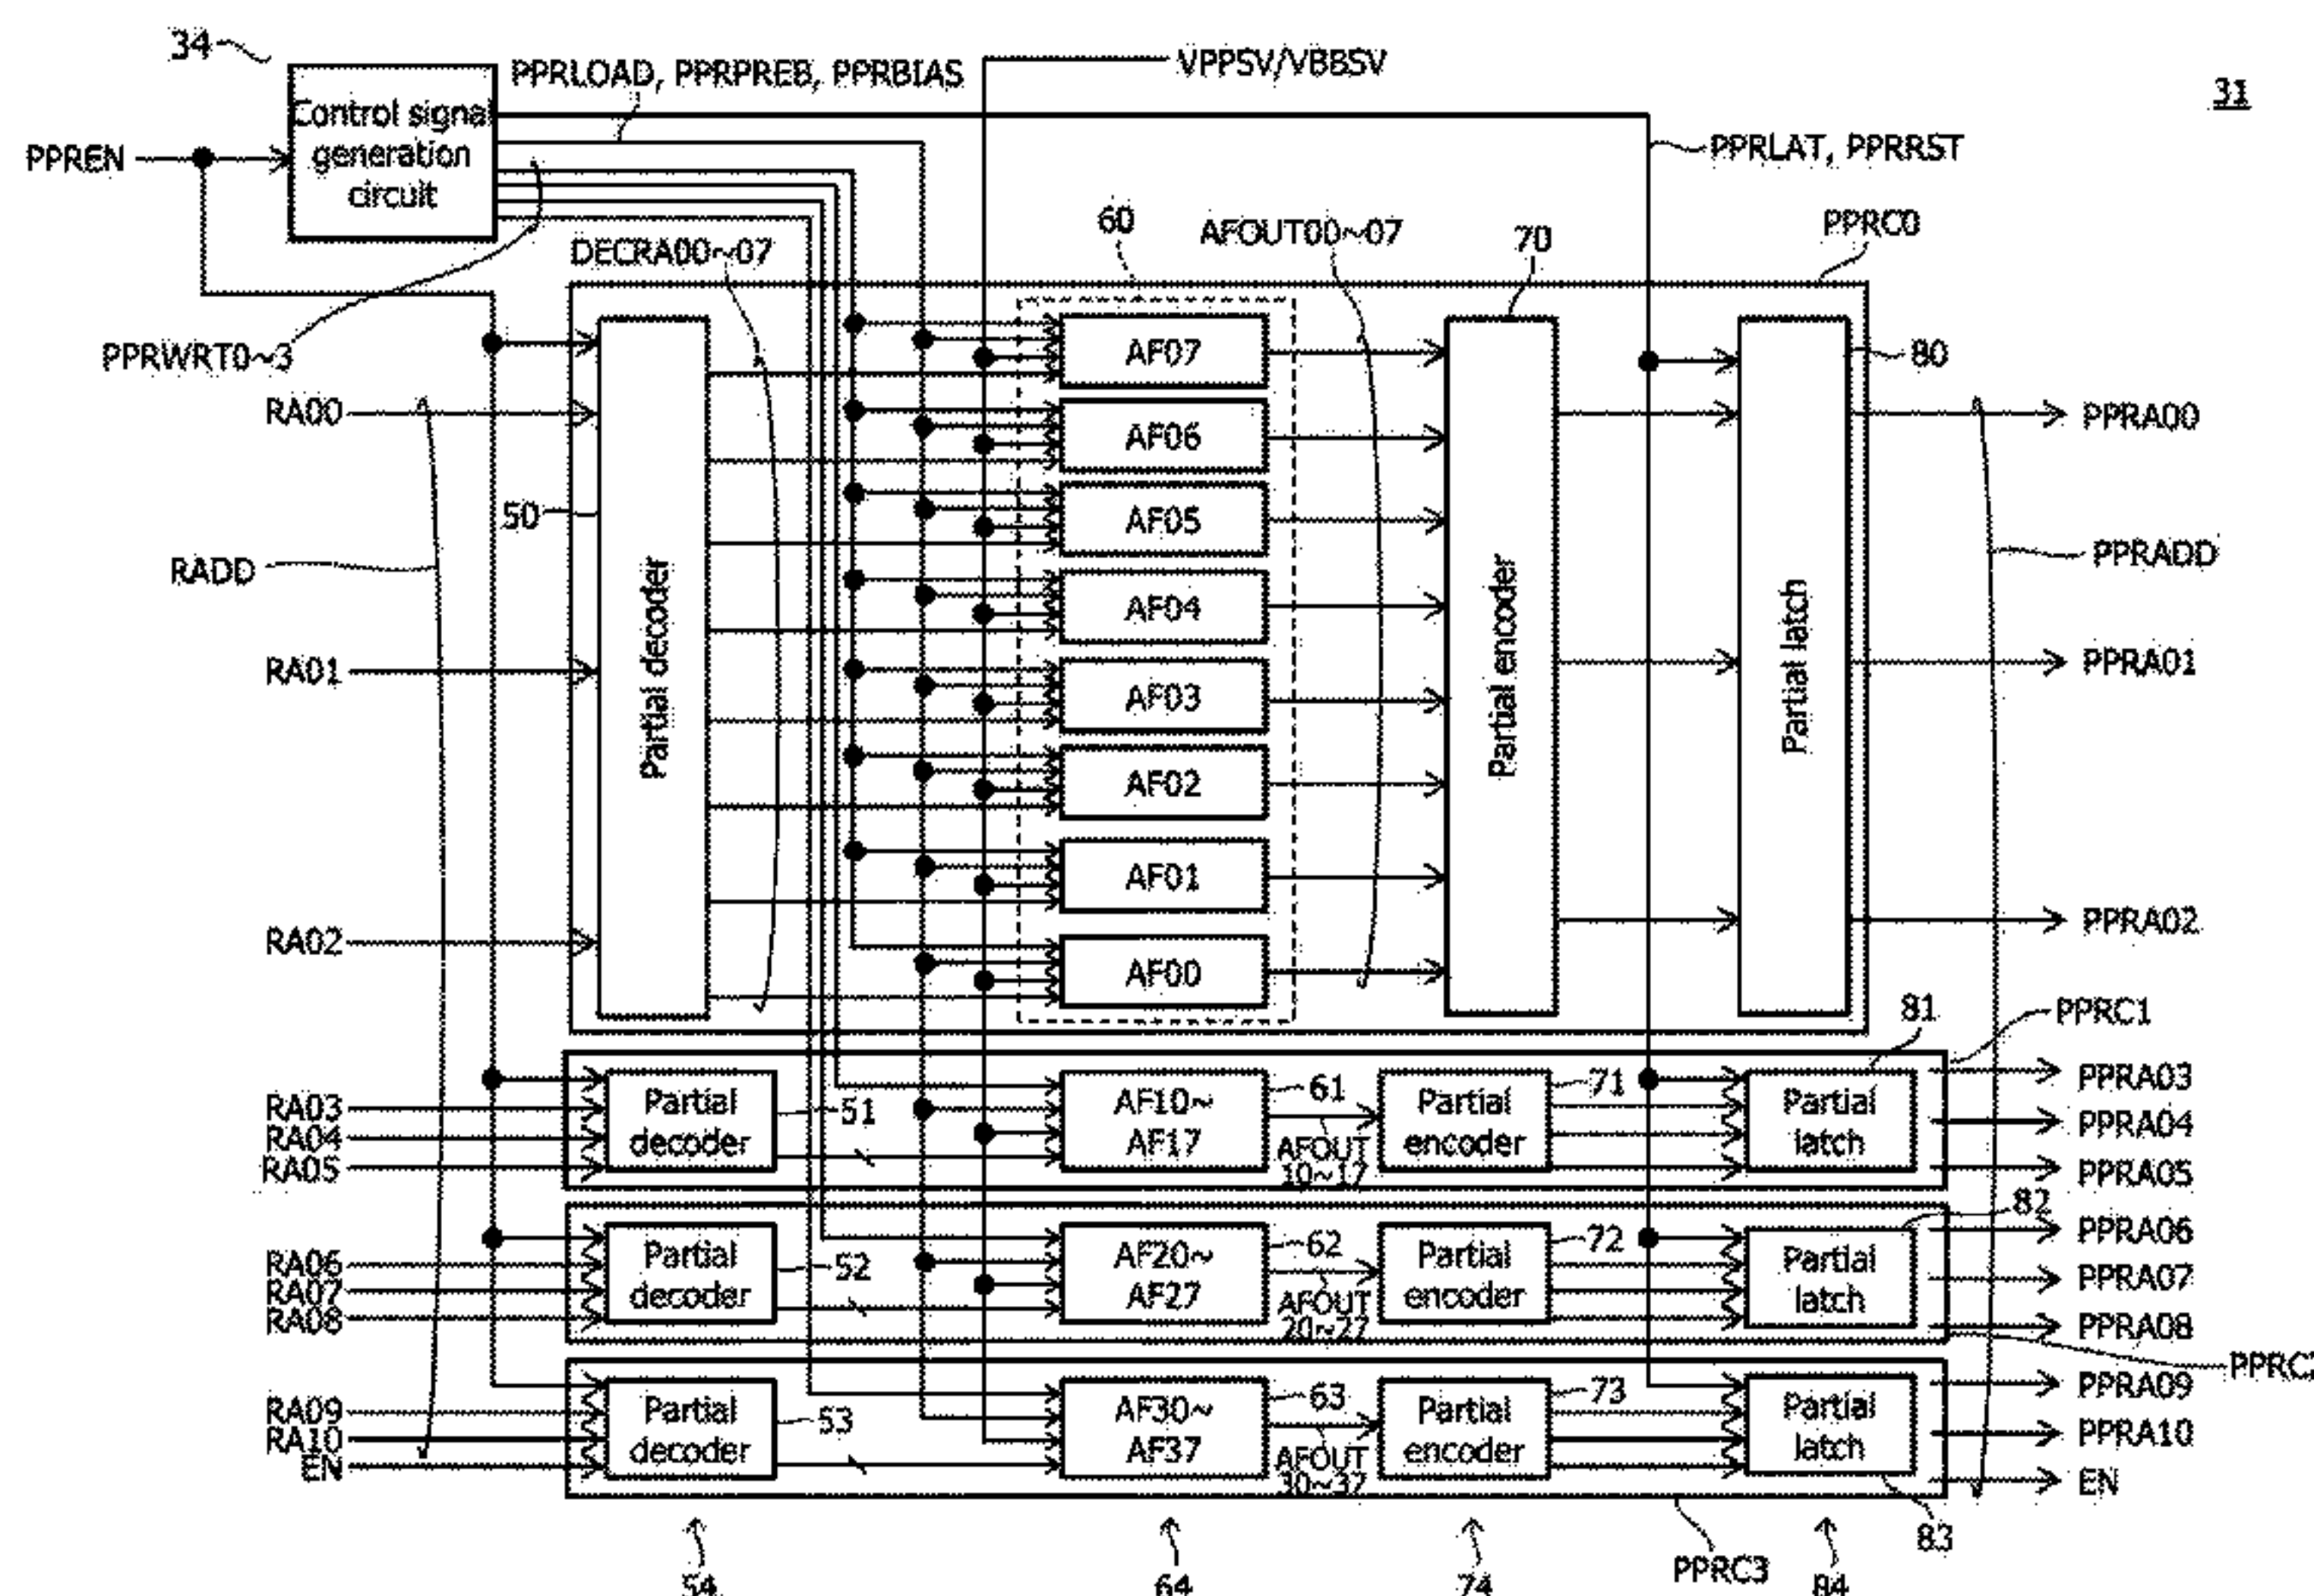 34
PPRLOAD, PPRPREB, PPRBIAS
VPPSV/VBBSV
31
Control signal
generation
circuit
PPREN
PPRLAT, PPRRST
60
AFOUT00~07
70
PPRC0
DECRA00~07
PPRWRT0~3
AF07
80
RA00
PPRA00
AF06
50
AF05
RADD
PPRADD
AF04
Partial decoder
Partial encoder
Partial latch
RA01
PPRA01
AF03
AF02
AF01
RA02
PPRA02
AF00
81
PPRC1
RA03
RA04
RA05
Partial
decoder
51
AF10~
AF17
61
AFOUT
10~17
Partial
encoder
71
Partial
latch
PPRA03
PPRA04
PPRA05
82
RA06
RA07
RA08
Partial
decoder
52
AF20~
AF27
62
AFOUT
20~27
Partial
encoder
72
Partial
latch
PPRA06
PPRA07
PPRA08
RA09
RA10
EN
Partial
decoder
53
AF30~
AF37
63
AFOUT
30~37
Partial
encoder
73
Partial
latch
PPRA09
PPRA10
EN
83
PPRC3
54
64
74
84